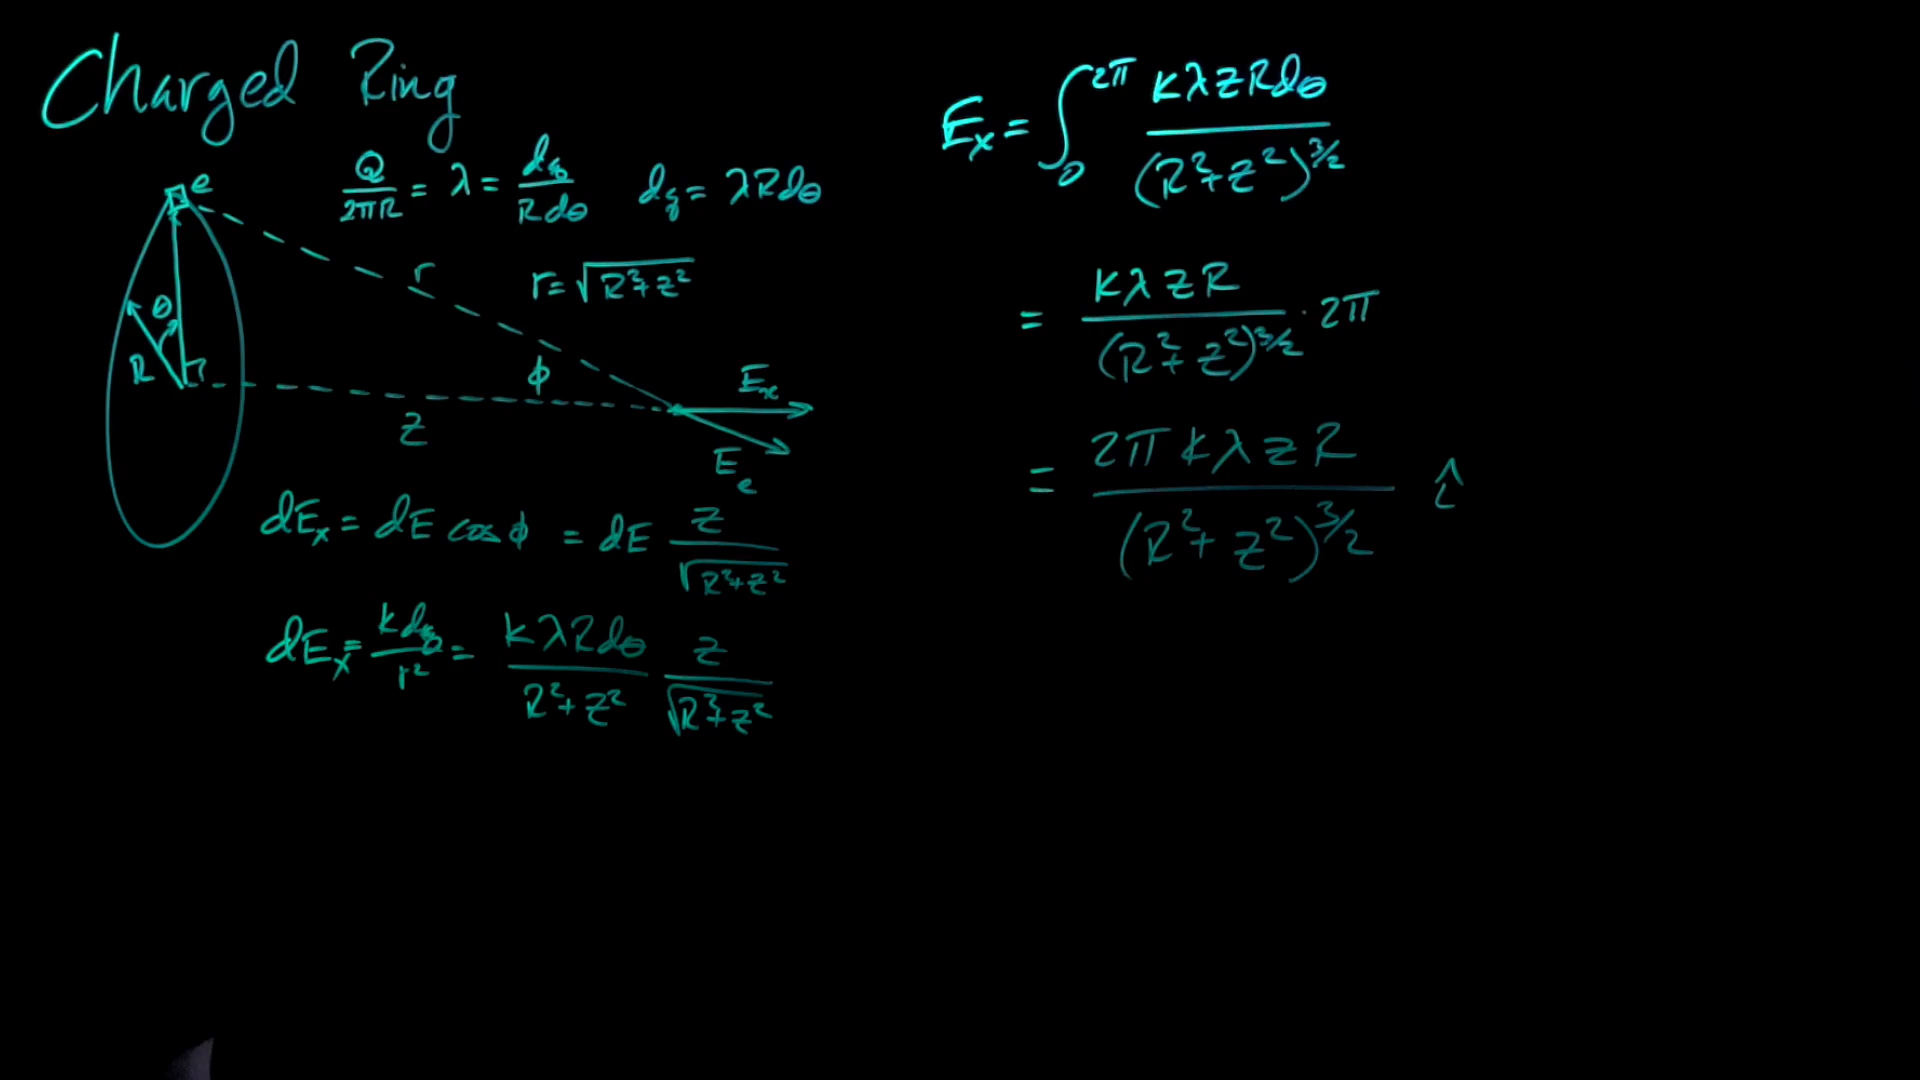 Charged Ring
e
Q/2πR = λ = dq/Rdθ   dq = λRdθ
r
r = √(R²+z²)
θ
R
ϕ
z
Eₓ
E_e
dEₓ = dE cos ϕ = dE z/√(R²+z²)
dEₓ = k dq/r² = kλRdθ/(R²+z²) z/√(R²+z²)
Eₓ = ∫₀^2π kλzRdθ/(R²+z²)^3/2
= kλzR/(R²+z²)^3/2 · 2π
= 2πkλzR/(R²+z²)^3/2 î